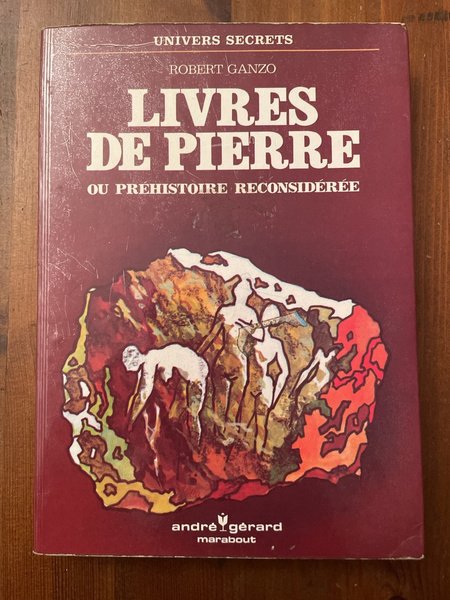 UNIVERS SECRETS
ROBERT GANZO
LIVRES
DE PIERRE
OU PRÉHISTOIRE RECONSIDÉRÉE
andré gérard
marabout